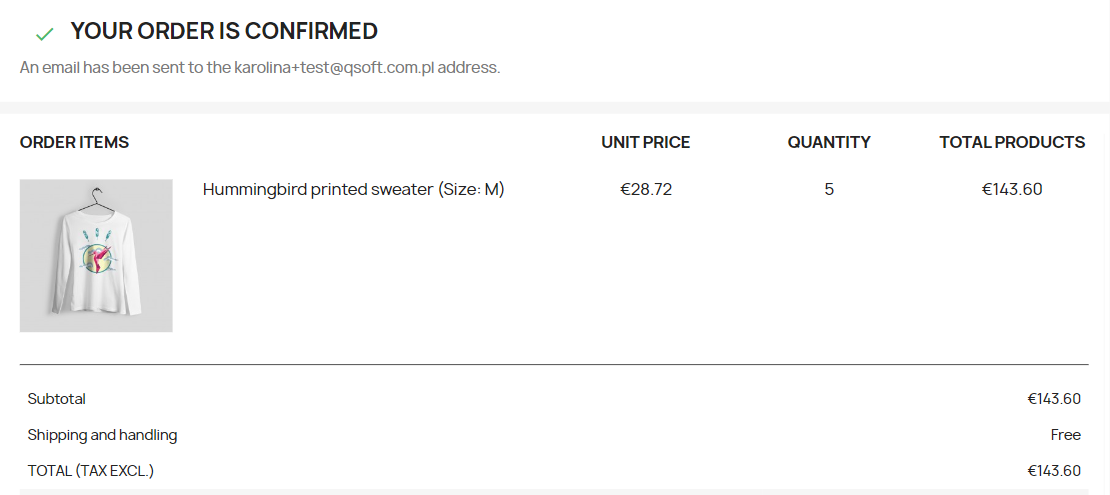 YOUR ORDER IS CONFIRMED
An email has been sent to the karolina+test@qsoft.com.pl address.
ORDER ITEMS UNIT PRICE QUANTITY TOTAL PRODUCTS
Hummingbird printed sweater (Size: M) €28.72 5 €143.60
Subtotal €143.60
Shipping and handling Free
TOTAL (TAX EXCL.) €143.60